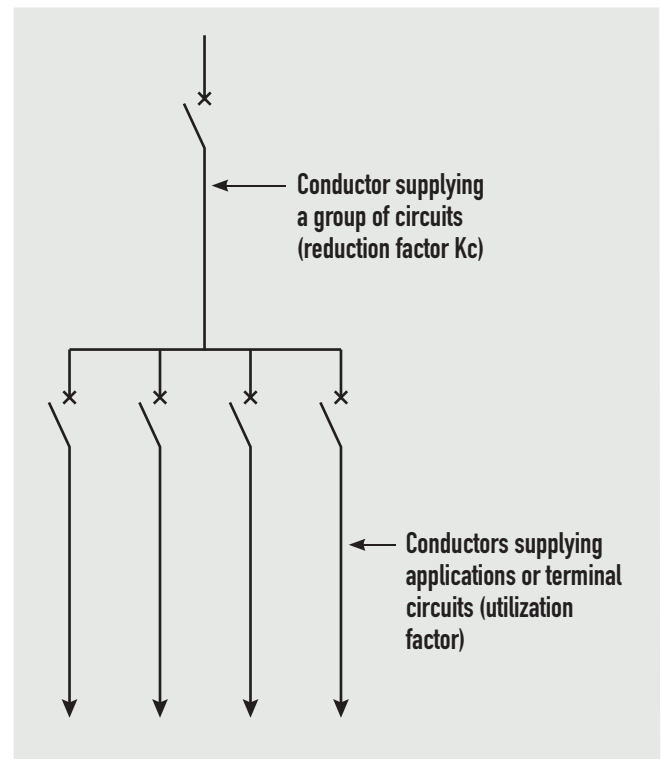 Conductor supplying
a group of circuits
(reduction factor Kc)
Conductors supplying
applications or terminal
circuits (utilization
factor)